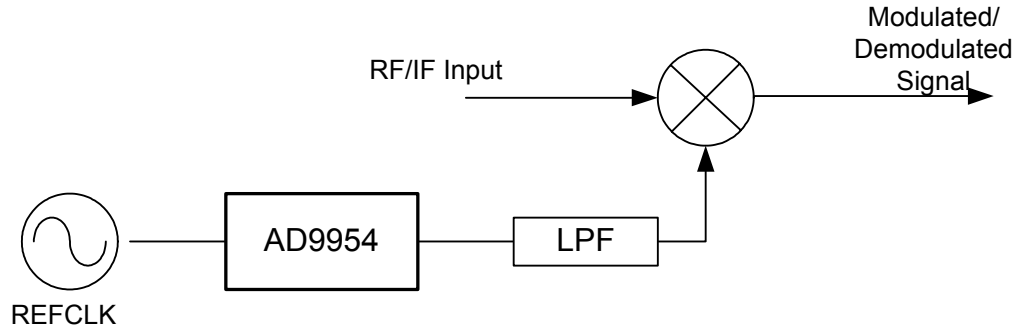 Modulated/
Demodulated
Signal
RF/IF Input
AD9954
LPF
REFCLK